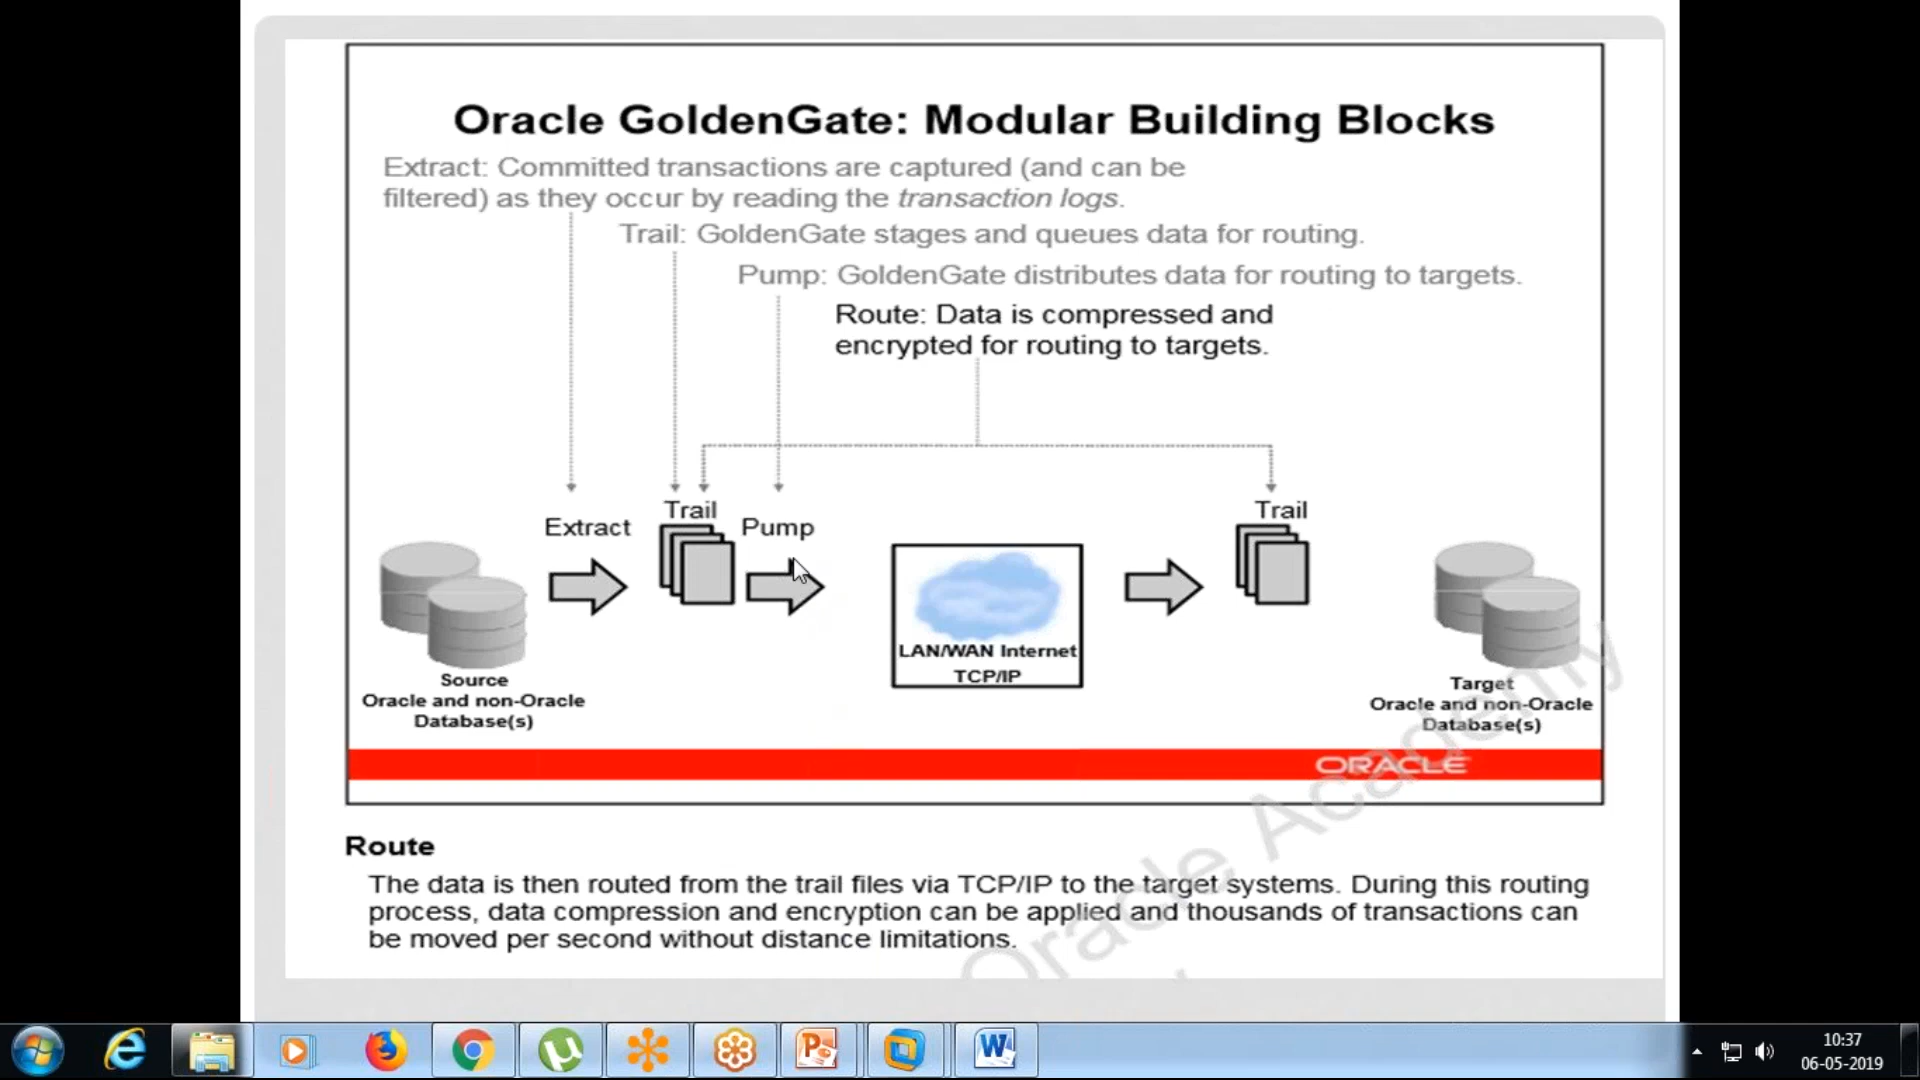 Oracle GoldenGate: Modular Building Blocks
Extract: Committed transactions are captured (and can be
filtered) as they occur by reading the transaction logs.
Trail: GoldenGate stages and queues data for routing.
Pump: GoldenGate distributes data for routing to targets.
Route: Data is compressed and
encrypted for routing to targets.
Extract
Trail
Pump
Trail
LAN/WAN Internet
TCP/IP
Source
Oracle and non-Oracle
Database(s)
Target
Oracle and non-Oracle
Database(s)
ORACLE
Route
The data is then routed from the trail files via TCP/IP to the target systems. During this routing
process, data compression and encryption can be applied and thousands of transactions can
be moved per second without distance limitations.
Oracle Academy
10:37
06-05-2019